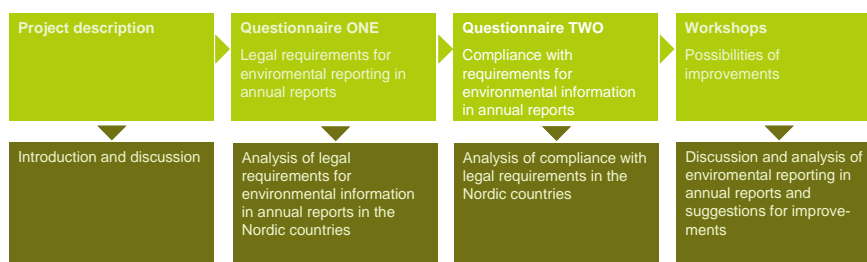 Project description
Questionnaire ONE
Legal requirements for
enviromental reporting in
annual reports
Questionnaire TWO
Compliance with
requirements for
environmental information
in annual reports
Workshops
Possibilities of
improvements
Introduction and discussion
Analysis of legal
requirements for
environmental information
in annual reports in the
Nordic countries
Analysis of compliance with
legal requirements in the
Nordic countries
Discussion and analysis of
enviromental reporting in
annual reports and
suggestions for improve-
ments